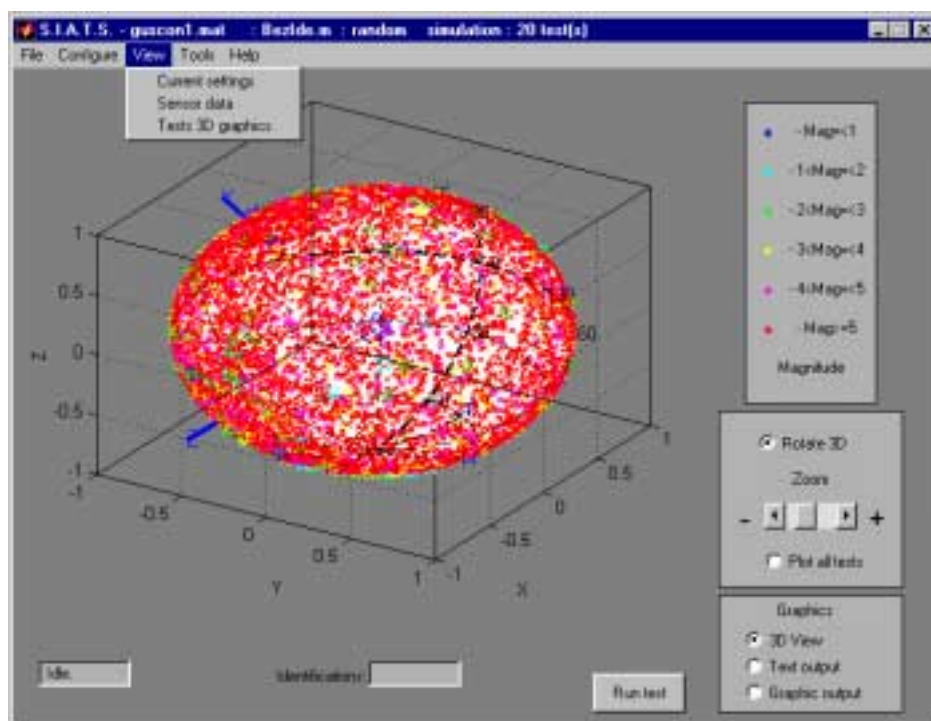 S.I.A.T.S. - guscon1.mat : Bezlde.m : random simulation : 20 test(s)
File Configure View Tools Help
Current settings
Sensor data
Tests 3D graphics
- Mag=<1
-1<Mag=<2
-2<Mag=<3
-3<Mag=<4
-4<Mag=<5
Magnitude
1
0.5
0
-0.5
-1
Z
-1
-0.5
0
0.5
1
Y
-1
-0.5
0
0.5
1
X
60
Rotate 3D
Zoom
- +
Plot all tests
Graphics
3D View
Text output
Graphic output
Idle.
Identifications:
Run test